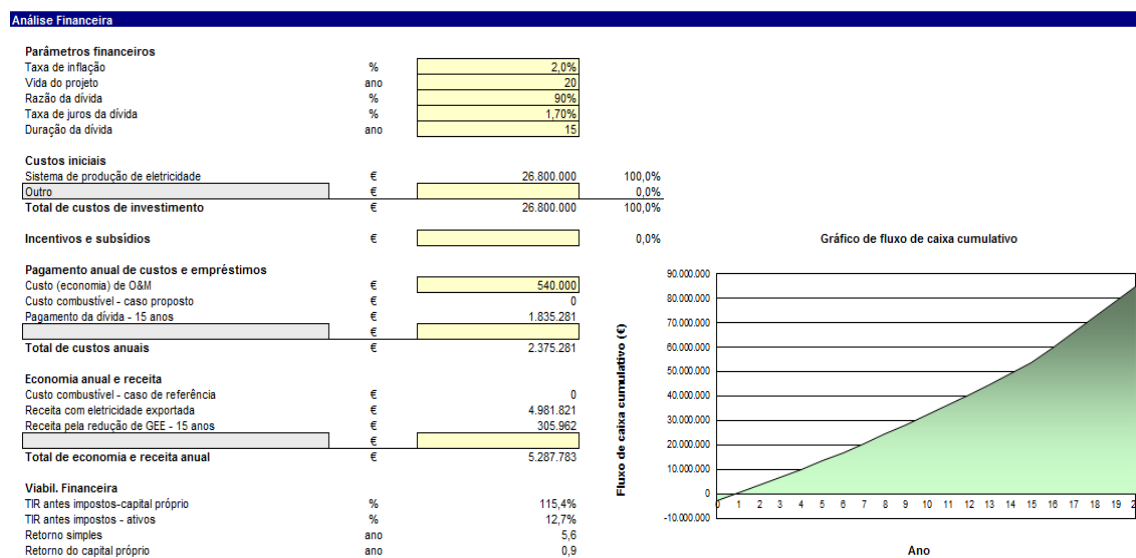 Análise Financeira
Parâmetros financeiros
Taxa de inflação % 2,0%
Vida do projeto ano 20
Razão da dívida % 90%
Taxa de juros da dívida % 1,70%
Duração da dívida ano 15
Custos iniciais
Sistema de produção de eletricidade € 26.800.000 100,0%
Outro € 0,0%
Total de custos de investimento € 26.800.000 100,0%
Incentivos e subsídios € 0,0%
Pagamento anual de custos e empréstimos
Custo (economia) de O&M € 540.000
Custo combustível - caso proposto € 0
Pagamento da dívida - 15 anos € 1.835.281
€
Total de custos anuais € 2.375.281
Economia anual e receita
Custo combustível - caso de referência € 0
Receita com eletricidade exportada € 4.981.821
Receita pela redução de GEE - 15 anos € 305.962
€
Total de economia e receita anual € 5.287.783
Viabil. Financeira
TIR antes impostos-capital próprio % 115,4%
TIR antes impostos - ativos % 12,7%
Retorno simples ano 5,6
Retorno do capital próprio ano 0,9
Gráfico de fluxo de caixa cumulativo
Fluxo de caixa cumulativo (€)
90.000.000
80.000.000
70.000.000
60.000.000
50.000.000
40.000.000
30.000.000
20.000.000
10.000.000
0
-10.000.000
0 1 2 3 4 5 6 7 8 9 10 11 12 13 14 15 16 17 18 19
Ano